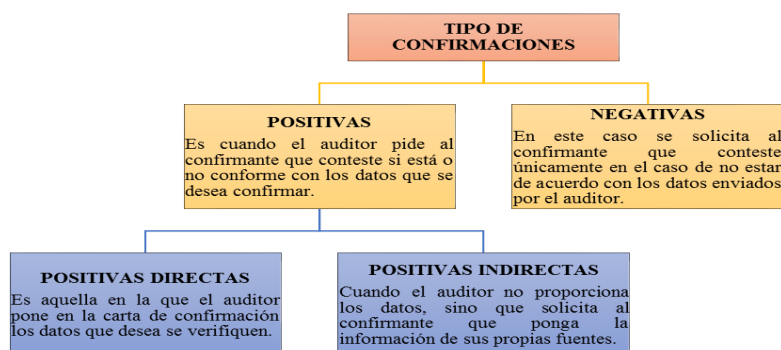 TIPO DE
CONFIRMACIONES
POSITIVAS
Es cuando el auditor pide al
confirmante que conteste si está o
no conforme con los datos que se
desea confirmar.
NEGATIVAS
En este caso se solicita al
confirmante que conteste
únicamente en el caso de no estar
de acuerdo con los datos enviados
por el auditor.
POSITIVAS DIRECTAS
Es aquella en la que el auditor
pone en la carta de confirmación
los datos que desea se verifiquen.
POSITIVAS INDIRECTAS
Cuando el auditor no proporciona
los datos, sino que solicita al
confirmante que ponga la
información de sus propias fuentes.